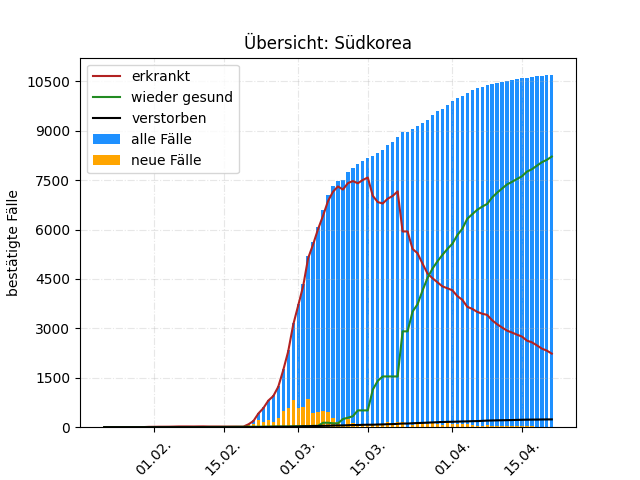 Übersicht: Südkorea
erkrankt
wieder gesund
verstorben
alle Fälle
neue Fälle
bestätigte Fälle
10500
9000
7500
6000
4500
3000
1500
0
01.02.
15.02.
01.03.
15.03.
01.04.
15.04.